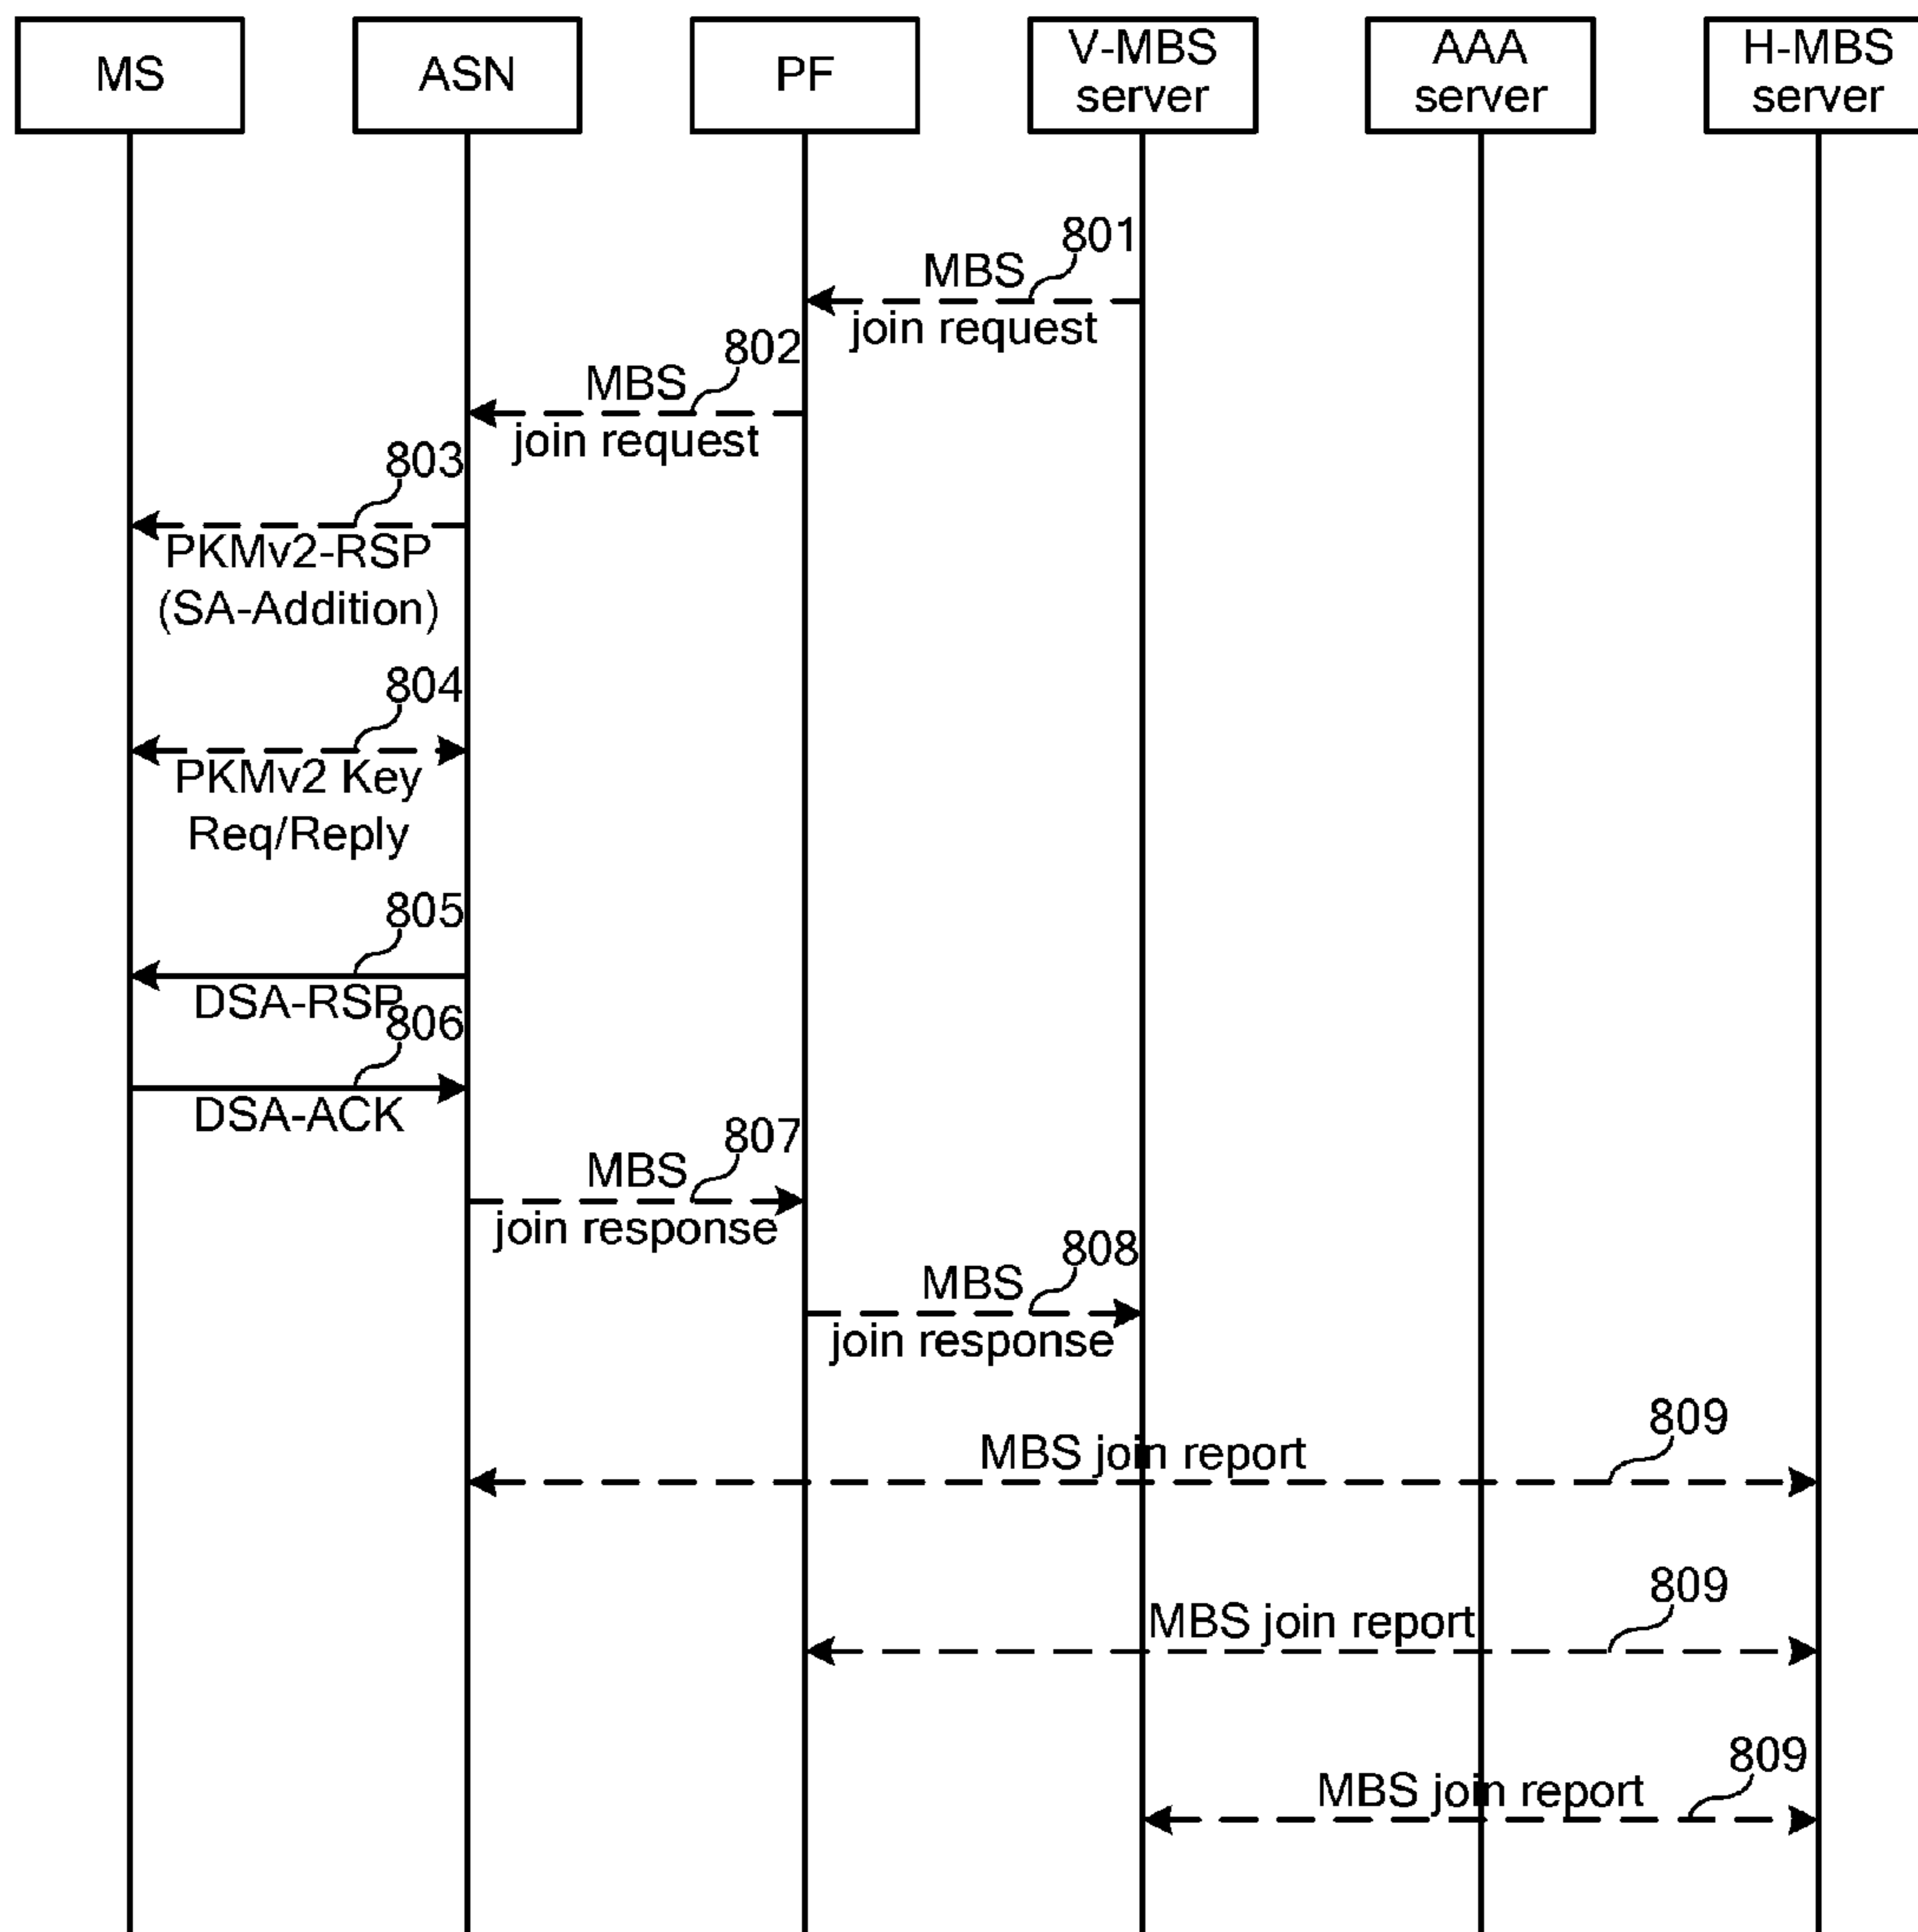 MS
ASN
PF
V-MBS
server
AAA
server
H-MBS
server
801
MBS
join request
802
MBS
join request
803
PKMv2-RSP
(SA-Addition)
804
PKMv2 Key
Req/Reply
805
DSA-RSP
806
DSA-ACK
807
MBS
join response
808
MBS
join response
809
MBS join report
809
MBS join report
809
MBS join report